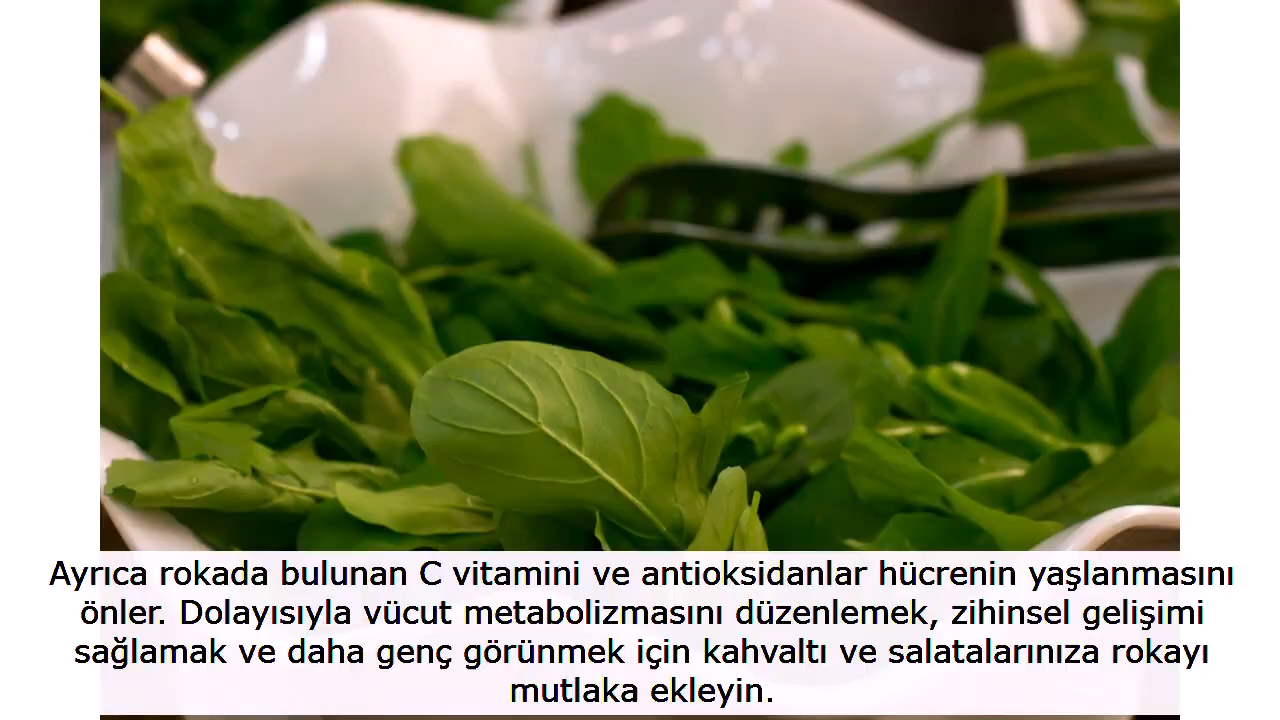 Ayrıca rokada bulunan C vitamini ve antioksidanlar hücrenin yaşlanmasını
önler. Dolayısıyla vücut metabolizmasını düzenlemek, zihinsel gelişimi
sağlamak ve daha genç görünmek için kahvaltı ve salatalarınıza rokayı
mutlaka ekleyin.